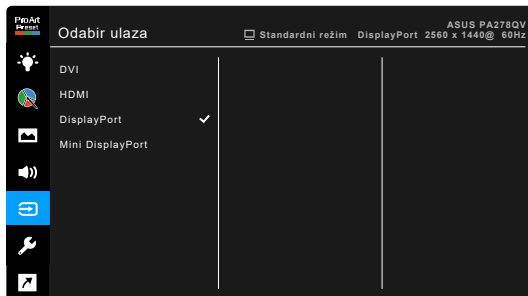 ProArt
Preset
Odabir ulaza
ASUS PA278QV
Standardni režim DisplayPort 2560 x 1440@ 60Hz
DVI
HDMI
DisplayPort
Mini DisplayPort